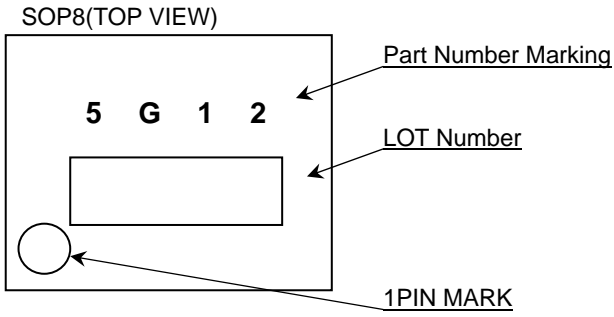 SOP8(TOP VIEW)
Part Number Marking
5 G 1 2
LOT Number
1PIN MARK